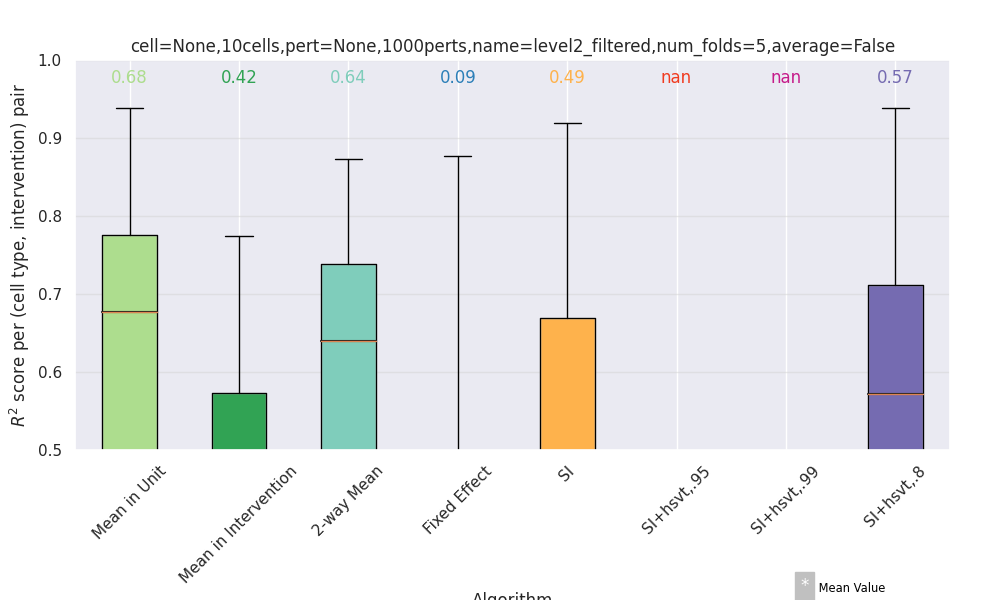 cell=None,10cells,pert=None,1000perts,name=level2_filtered,num_folds=5,average=False
0.68 0.42 0.64 0.09 0.49 nan nan 0.57
R² score per (cell type, intervention) pair
1.0
0.9
0.8
0.7
0.6
0.5
Mean in Unit
Mean in Intervention
2-way Mean
Fixed Effect
SI
SI+hsvt,.95
SI+hsvt,.99
SI+hsvt,.8
Algorithm
* Mean Value